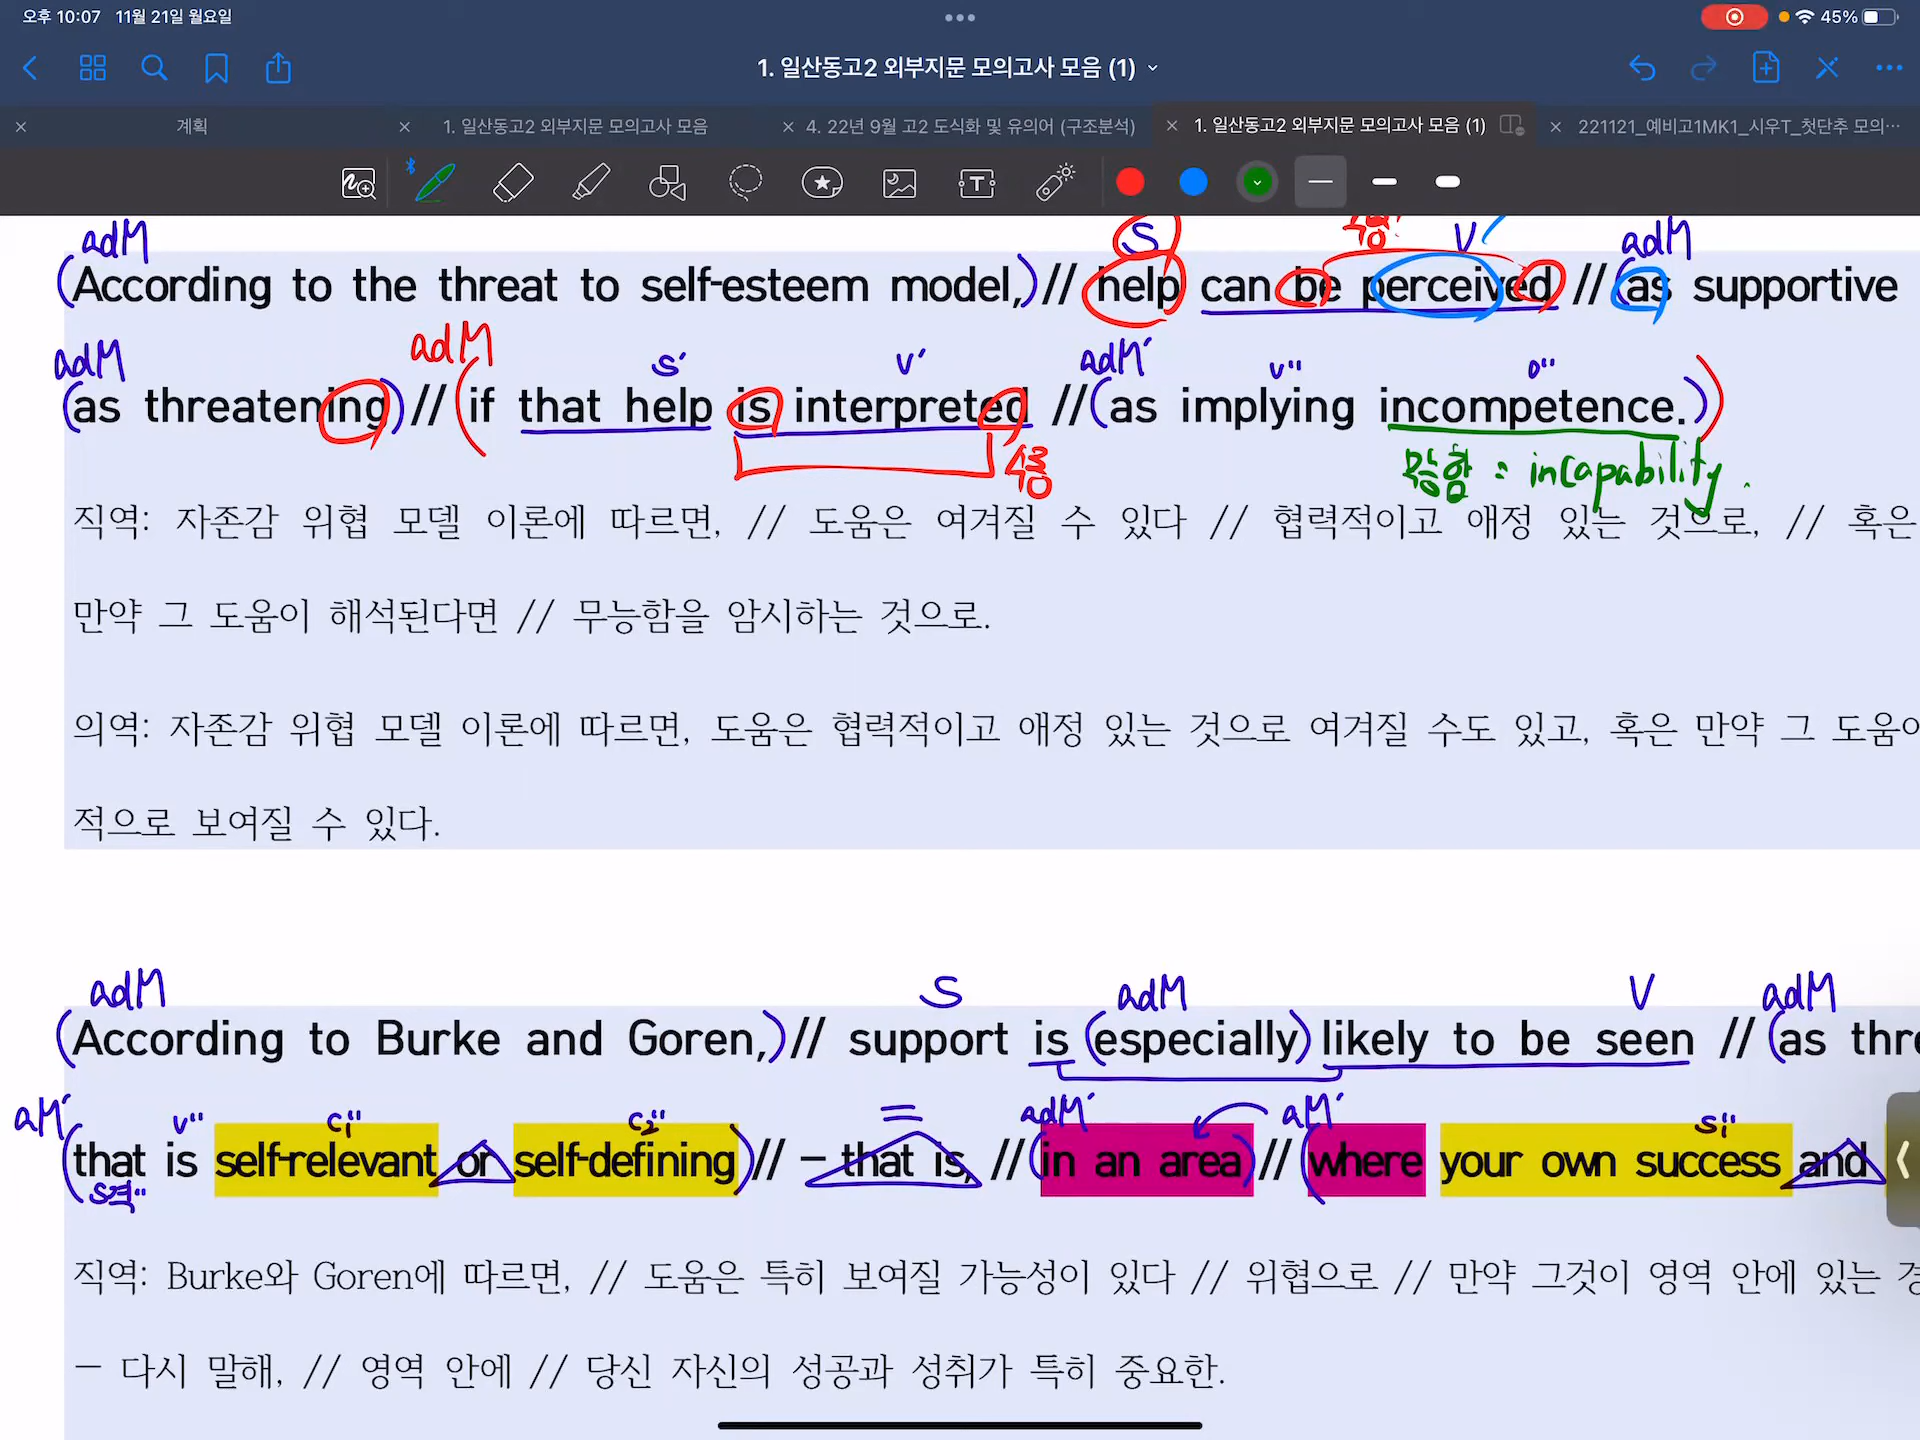 오후 10:07 11월 21일 월요일
45%
1. 일산동고2 외부지문 모의고사 모음 (1)
계획
1. 일산동고2 외부지문 모의고사 모음
4. 22년 9월 고2 도식화 및 유의어 (구조분석)
1. 일산동고2 외부지문 모의고사 모음 (1)
221121_예비고1MK1_시우T_첫단추 모의…
adM S 수동 V adM
(According to the threat to self-esteem model,)// help can be perceived //(as supportive
adM adM s' v' adM' v'' o''
(as threatening)//(if that help is interpreted //(as implying incompetence.))
수동 무능함 = incapability.
직역: 자존감 위협 모델 이론에 따르면, // 도움은 여겨질 수 있다 // 협력적이고 애정 있는 것으로, // 혹은
만약 그 도움이 해석된다면 // 무능함을 암시하는 것으로.
의역: 자존감 위협 모델 이론에 따르면, 도움은 협력적이고 애정 있는 것으로 여겨질 수도 있고, 혹은 만약 그 도움이
적으로 보여질 수 있다.
adM S adM V adM
(According to Burke and Goren,)// support is (especially) likely to be seen //(as thre
aM' v'' c₁'' c₂'' = adM' aM' s₁''
(that is self-relevant or self-defining)// – that is, //(in an area)//(where your own success and
s격''
직역: Burke와 Goren에 따르면, // 도움은 특히 보여질 가능성이 있다 // 위협으로 // 만약 그것이 영역 안에 있는 경
– 다시 말해, // 영역 안에 // 당신 자신의 성공과 성취가 특히 중요한.